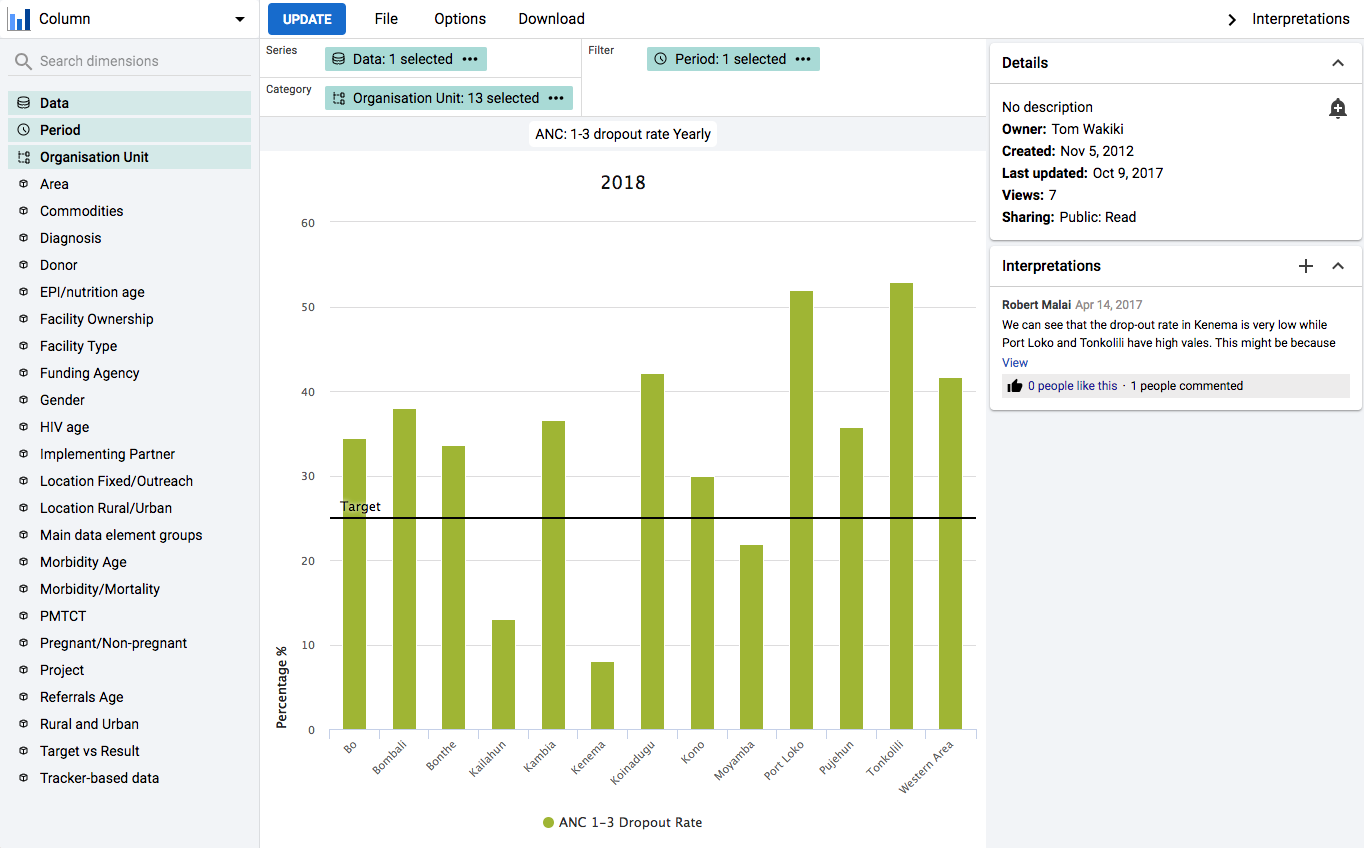 Column
UPDATE File Options Download
Interpretations
Search dimensions
Data
Period
Organisation Unit
Area
Commodities
Diagnosis
Donor
EPI/nutrition age
Facility Ownership
Facility Type
Funding Agency
Gender
HIV age
Implementing Partner
Location Fixed/Outreach
Location Rural/Urban
Main data element groups
Morbidity Age
Morbidity/Mortality
PMTCT
Pregnant/Non-pregnant
Project
Referrals Age
Rural and Urban
Target vs Result
Tracker-based data
Series Data: 1 selected
Filter Period: 1 selected
Category Organisation Unit: 13 selected
ANC: 1-3 dropout rate Yearly
2018
60
50
40
30
Target
20
10
0
Percentage %
Bo
Bombali
Bonthe
Kailahun
Kambia
Kenema
Koinadugu
Kono
Moyamba
Port Loko
Pujehun
Tonkolili
Western Area
ANC 1-3 Dropout Rate
Details
No description
Owner: Tom Wakiki
Created: Nov 5, 2012
Last updated: Oct 9, 2017
Views: 7
Sharing: Public: Read
Interpretations
Robert Malai Apr 14, 2017
We can see that the drop-out rate in Kenema is very low while
Port Loko and Tonkolili have high vales. This might be because
View
0 people like this · 1 people commented